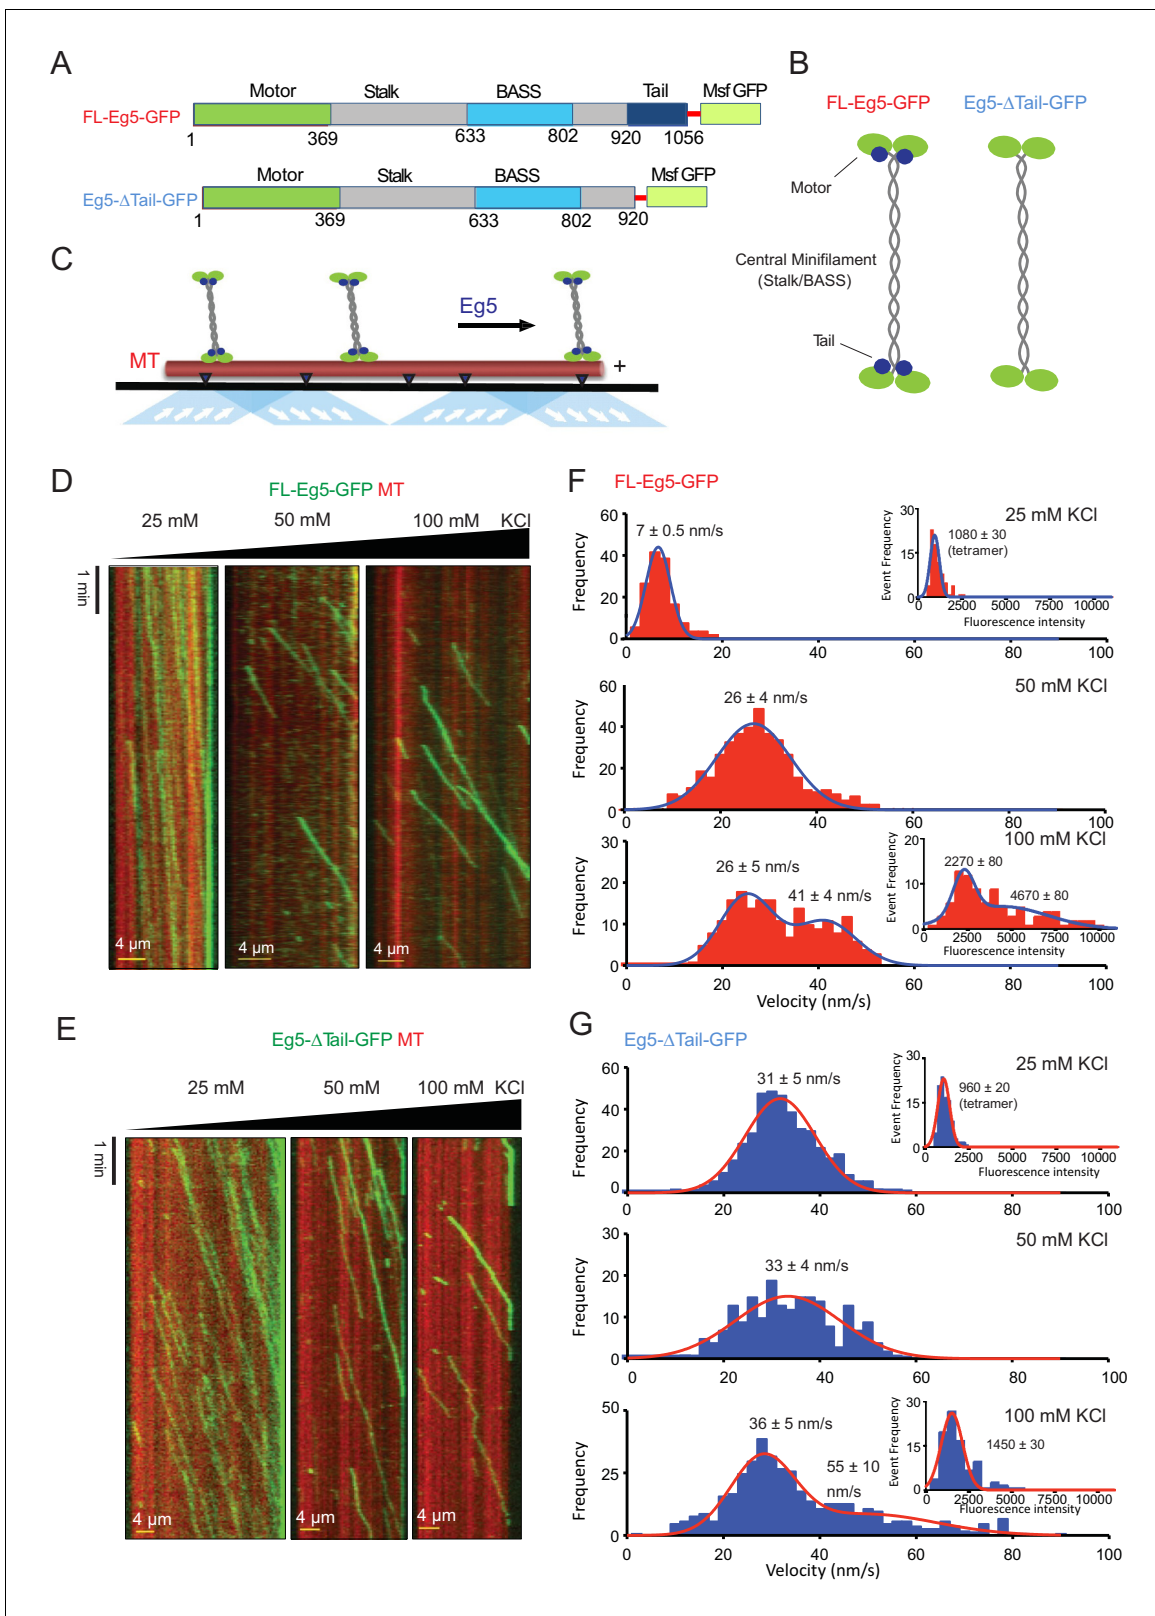 A
Motor Stalk BASS Tail Msf GFP
FL-Eg5-GFP
1 369 633 802 920 1056
Motor Stalk BASS Msf GFP
Eg5-ΔTail-GFP
1 369 633 802 920
B
FL-Eg5-GFP Eg5-ΔTail-GFP
Motor
Central Minifilament
(Stalk/BASS)
Tail
C
Eg5
MT
+
D
FL-Eg5-GFP MT
25 mM 50 mM 100 mM KCl
1 min
4 µm 4 µm 4 µm
E
Eg5-ΔTail-GFP MT
25 mM 50 mM 100 mM KCl
1 min
4 µm 4 µm 4 µm
F
FL-Eg5-GFP
Frequency
60
40
20
0
7 ± 0.5 nm/s
0 20 40 60 80 100
25 mM KCl
Event Frequency
30
15
0
1080 ± 30
(tetramer)
0 2500 5000 7500 10000
Fluorescence intensity
50 mM KCl
Frequency
60
40
20
0
26 ± 4 nm/s
0 20 40 60 80 100
Frequency
30
20
10
0
26 ± 5 nm/s
41 ± 4 nm/s
0 20 40 60 80 100
Velocity (nm/s)
100 mM KCl
Event Frequency
20
10
0
2270 ± 80
4670 ± 80
0 2500 5000 7500 10000
Fluorescence intensity
G
Eg5-ΔTail-GFP
Frequency
60
40
20
0
31 ± 5 nm/s
0 20 40 60 80 100
25 mM KCl
Event Frequency
30
15
0
960 ± 20
(tetramer)
0 2500 5000 7500 10000
Fluorescence intensity
50 mM KCl
Frequency
30
20
10
0
33 ± 4 nm/s
0 20 40 60 80 100
Frequency
50
25
0
36 ± 5 nm/s
55 ± 10
nm/s
0 20 40 60 80 100
Velocity (nm/s)
100 mM KCl
Event Frequency
30
15
0
1450 ± 30
0 2500 5000 7500 10000
Fluorescence intensity